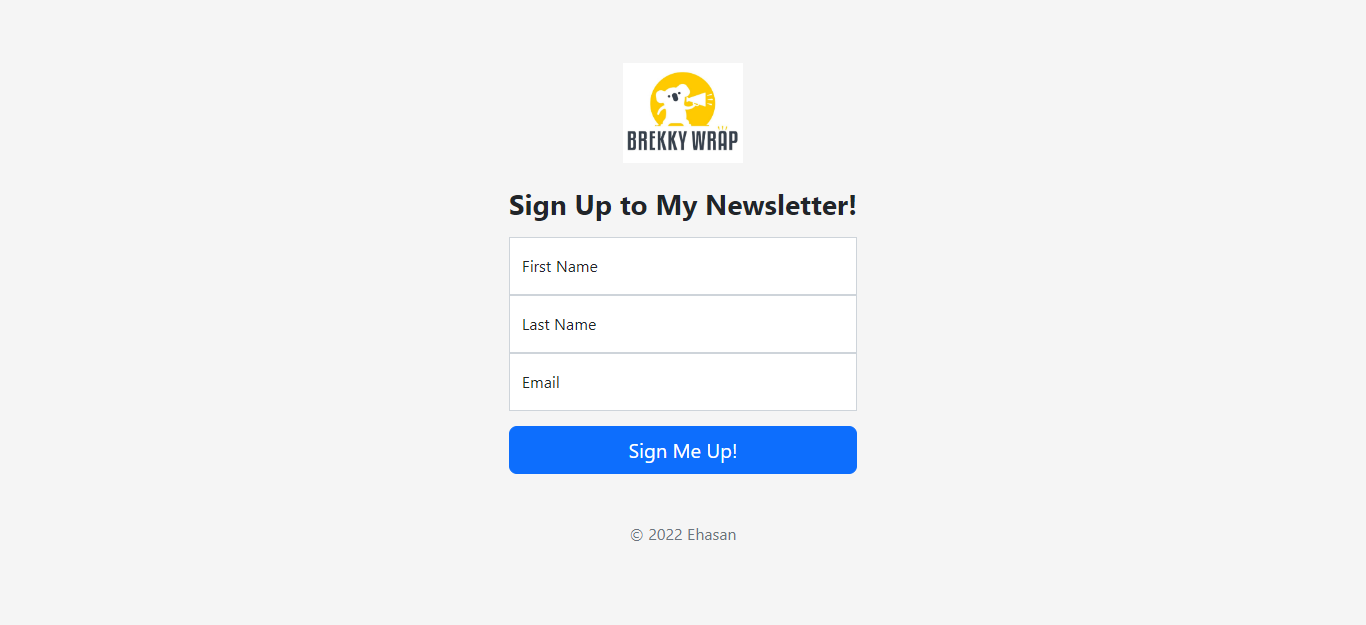 BREKKY WRAP
Sign Up to My Newsletter!
First Name
Last Name
Email
Sign Me Up!
© 2022 Ehasan